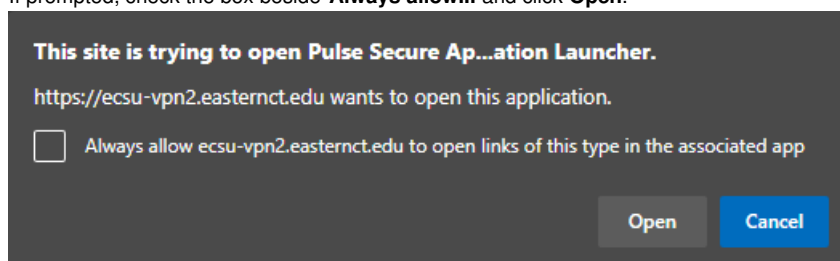 If prompted, check the box beside 'Always allow...' and click Open.
This site is trying to open Pulse Secure Ap...ation Launcher.
https://ecsu-vpn2.easternct.edu wants to open this application.
Always allow ecsu-vpn2.easternct.edu to open links of this type in the associated app
Open Cancel